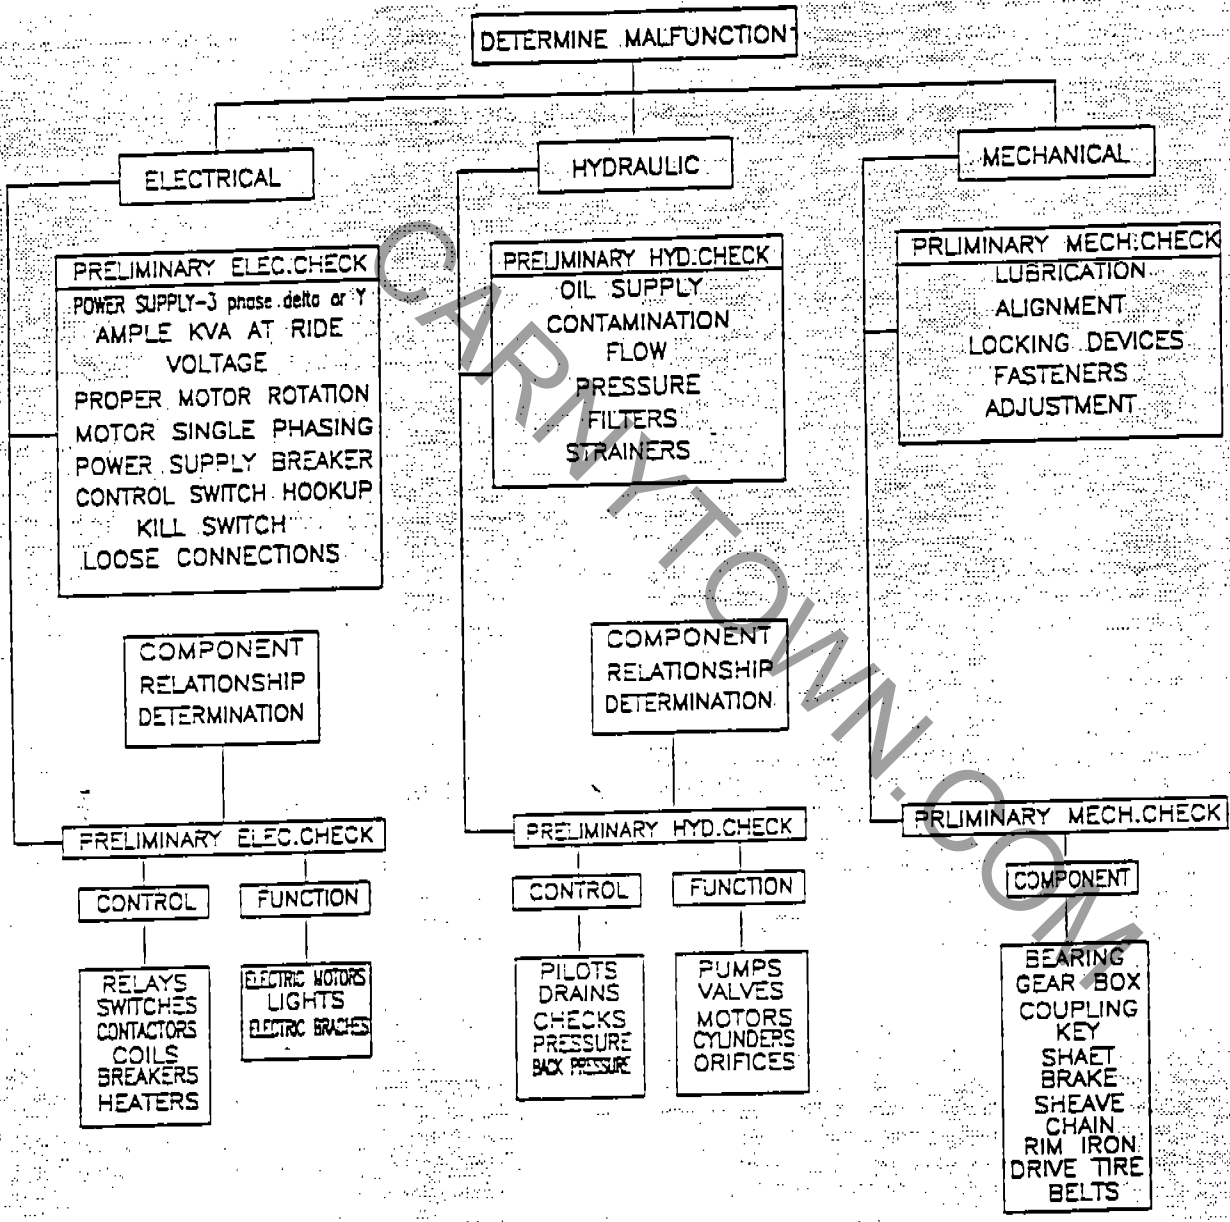 DETERMINE MALFUNCTION
ELECTRICAL
HYDRAULIC
MECHANICAL
PRELIMINARY ELEC.CHECK
POWER SUPPLY-3 phase delta or Y
AMPLE KVA AT RIDE
VOLTAGE
PROPER MOTOR ROTATION
MOTOR SINGLE PHASING
POWER SUPPLY BREAKER
CONTROL SWITCH HOOKUP
KILL SWITCH
LOOSE CONNECTIONS
PRELIMINARY HYD.CHECK
OIL SUPPLY
CONTAMINATION
FLOW
PRESSURE
FILTERS
STRAINERS
PRLIMINARY MECH.CHECK
LUBRICATION
ALIGNMENT
LOCKING DEVICES
FASTENERS
ADJUSTMENT
COMPONENT
RELATIONSHIP
DETERMINATION
COMPONENT
RELATIONSHIP
DETERMINATION
PRELIMINARY ELEC.CHECK
CONTROL
FUNCTION
RELAYS
SWITCHES
CONTACTORS
COILS
BREAKERS
HEATERS
ELECTRIC MOTORS
LIGHTS
ELECTRIC BRACHES
PRELIMINARY HYD.CHECK
CONTROL
FUNCTION
PILOTS
DRAINS
CHECKS
PRESSURE
BACK PRESSURE
PUMPS
VALVES
MOTORS
CYLINDERS
ORIFICES
PRLIMINARY MECH.CHECK
COMPONENT
BEARING
GEAR BOX
COUPLING
KEY
SHAET
BRAKE
SHEAVE
CHAIN
RIM IRON
DRIVE TIRE
BELTS
CARNYTOWN.COM